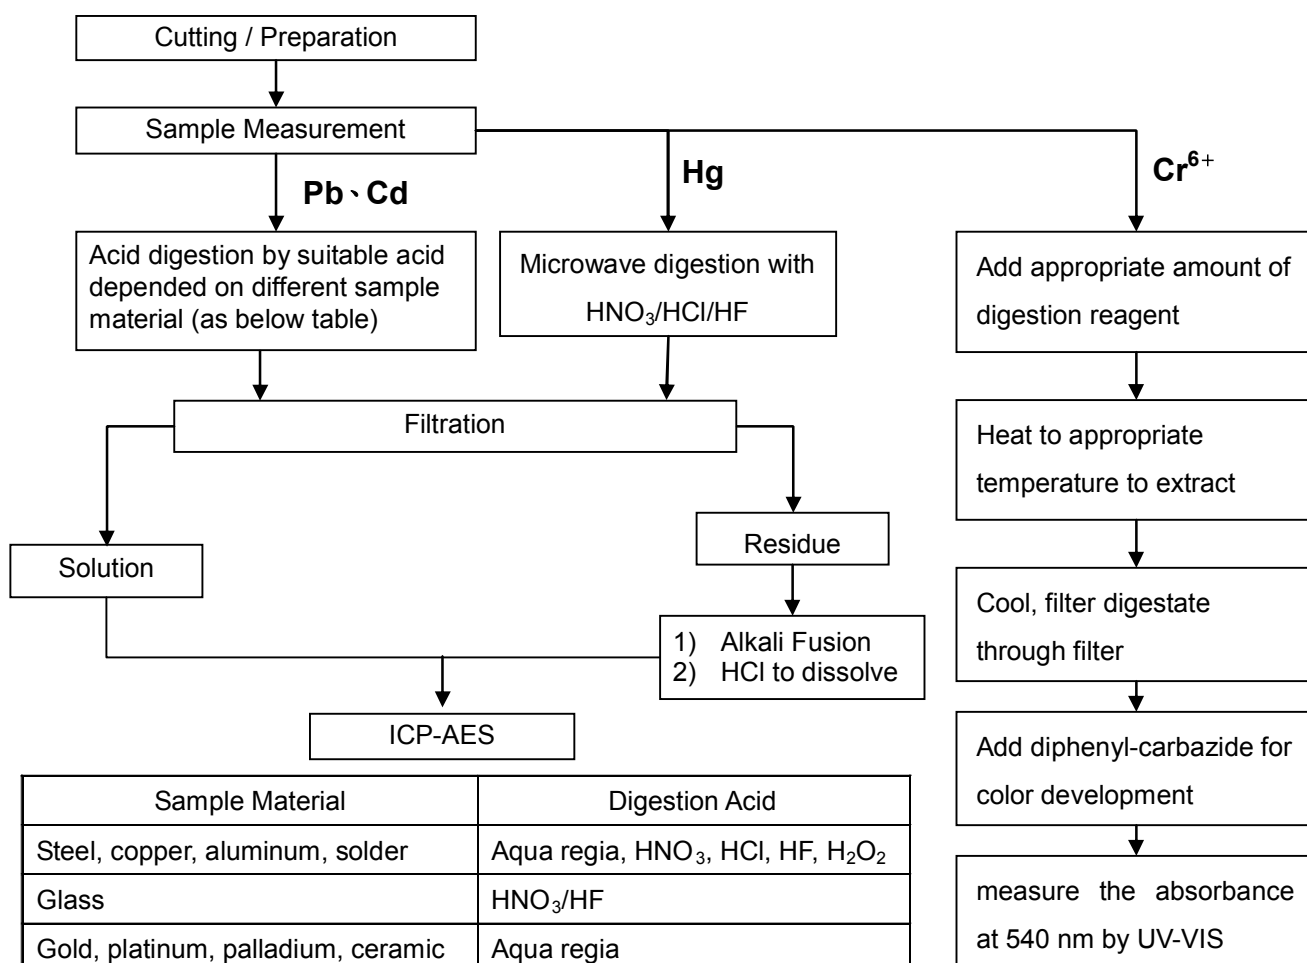 Cutting / Preparation
Sample Measurement
Pb、Cd
Hg
Cr⁶⁺
Acid digestion by suitable acid
depended on different sample
material (as below table)
Microwave digestion with
HNO₃/HCl/HF
Add appropriate amount of
digestion reagent
Filtration
Heat to appropriate
temperature to extract
Solution
Residue
Cool, filter digestate
through filter
1) Alkali Fusion
2) HCl to dissolve
ICP-AES
Add diphenyl-carbazide for
color development
measure the absorbance
at 540 nm by UV-VIS
Sample Material Digestion Acid
Steel, copper, aluminum, solder Aqua regia, HNO₃, HCl, HF, H₂O₂
Glass HNO₃/HF
Gold, platinum, palladium, ceramic Aqua regia